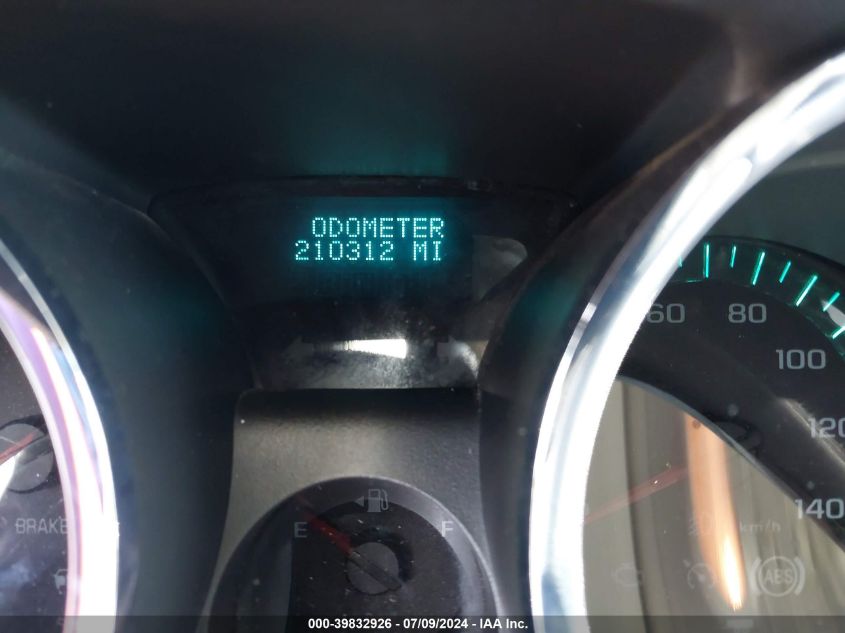 ODOMETER
210312 MI
60 80
100
120
140
E F
BRAKE
km/h
ABS
000-39832926 - 07/09/2024 - IAA Inc.